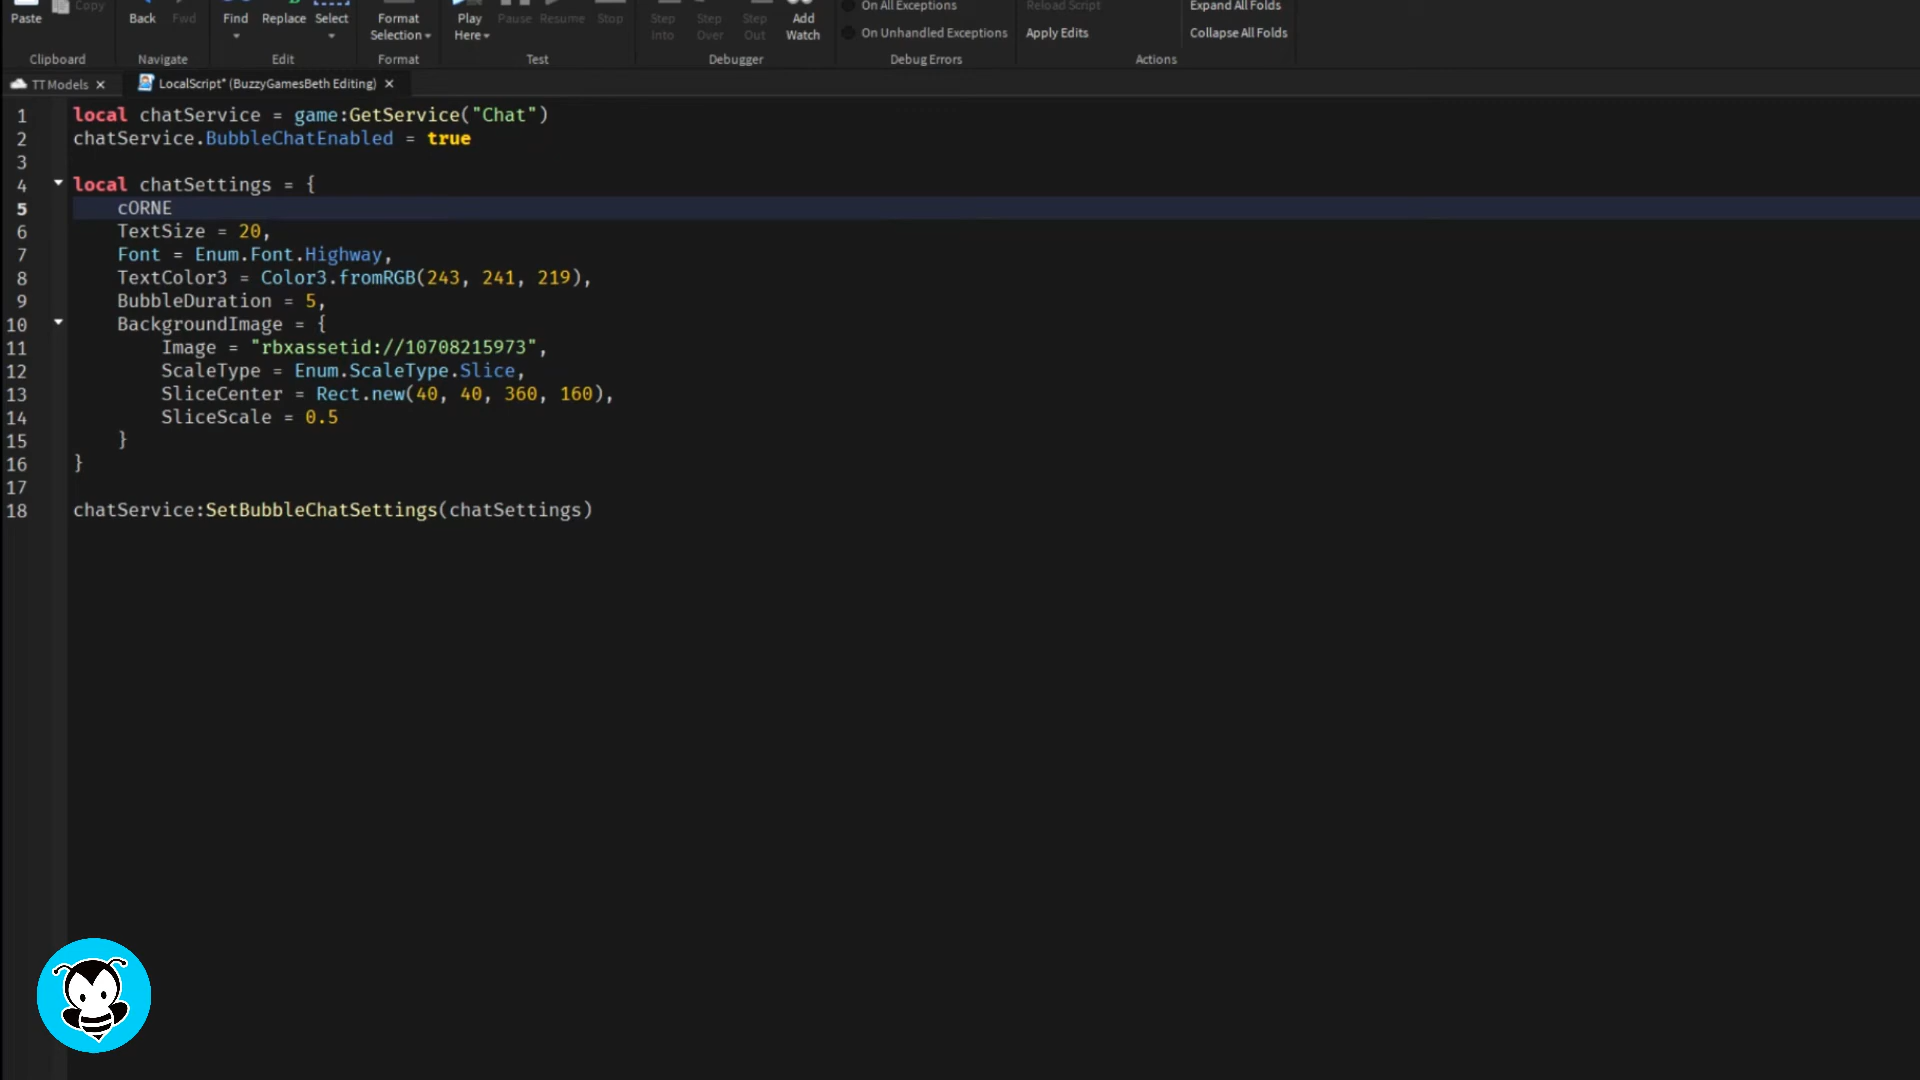 Paste Copy Back Fwd Find Replace Select Format Selection Play Here Pause Resume Stop Step Into Step Over Step Out Add Watch On All Exceptions On Unhandled Exceptions Reload Script Apply Edits Expand All Folds Collapse All Folds
Clipboard Navigate Edit Format Test Debugger Debug Errors Actions
TT Models LocalScript* (BuzzyGamesBeth Editing)
1 local chatService = game:GetService("Chat")
2 chatService.BubbleChatEnabled = true
3
4 local chatSettings = {
5 cORNE
6 TextSize = 20,
7 Font = Enum.Font.Highway,
8 TextColor3 = Color3.fromRGB(243, 241, 219),
9 BubbleDuration = 5,
10 BackgroundImage = {
11 Image = "rbxassetid://10708215973",
12 ScaleType = Enum.ScaleType.Slice,
13 SliceCenter = Rect.new(40, 40, 360, 160),
14 SliceScale = 0.5
15 }
16 }
17
18 chatService:SetBubbleChatSettings(chatSettings)